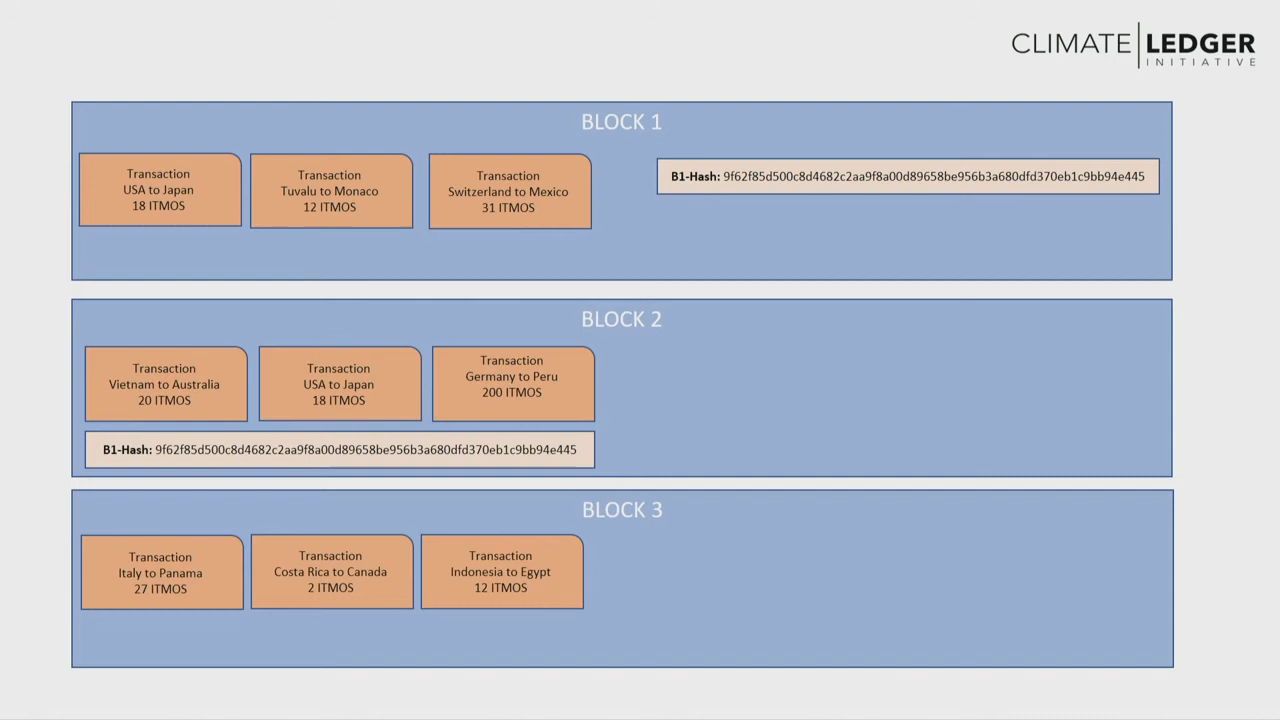 CLIMATE LEDGER
INITIATIVE
BLOCK 1
Transaction
USA to Japan
18 ITMOS
Transaction
Tuvalu to Monaco
12 ITMOS
Transaction
Switzerland to Mexico
31 ITMOS
B1-Hash: 9f62f85d500c8d4682c2aa9f8a00d89658be956b3a680dfd370eb1c9bb94e445
BLOCK 2
Transaction
Vietnam to Australia
20 ITMOS
Transaction
USA to Japan
18 ITMOS
Transaction
Germany to Peru
200 ITMOS
B1-Hash: 9f62f85d500c8d4682c2aa9f8a00d89658be956b3a680dfd370eb1c9bb94e445
BLOCK 3
Transaction
Italy to Panama
27 ITMOS
Transaction
Costa Rica to Canada
2 ITMOS
Transaction
Indonesia to Egypt
12 ITMOS